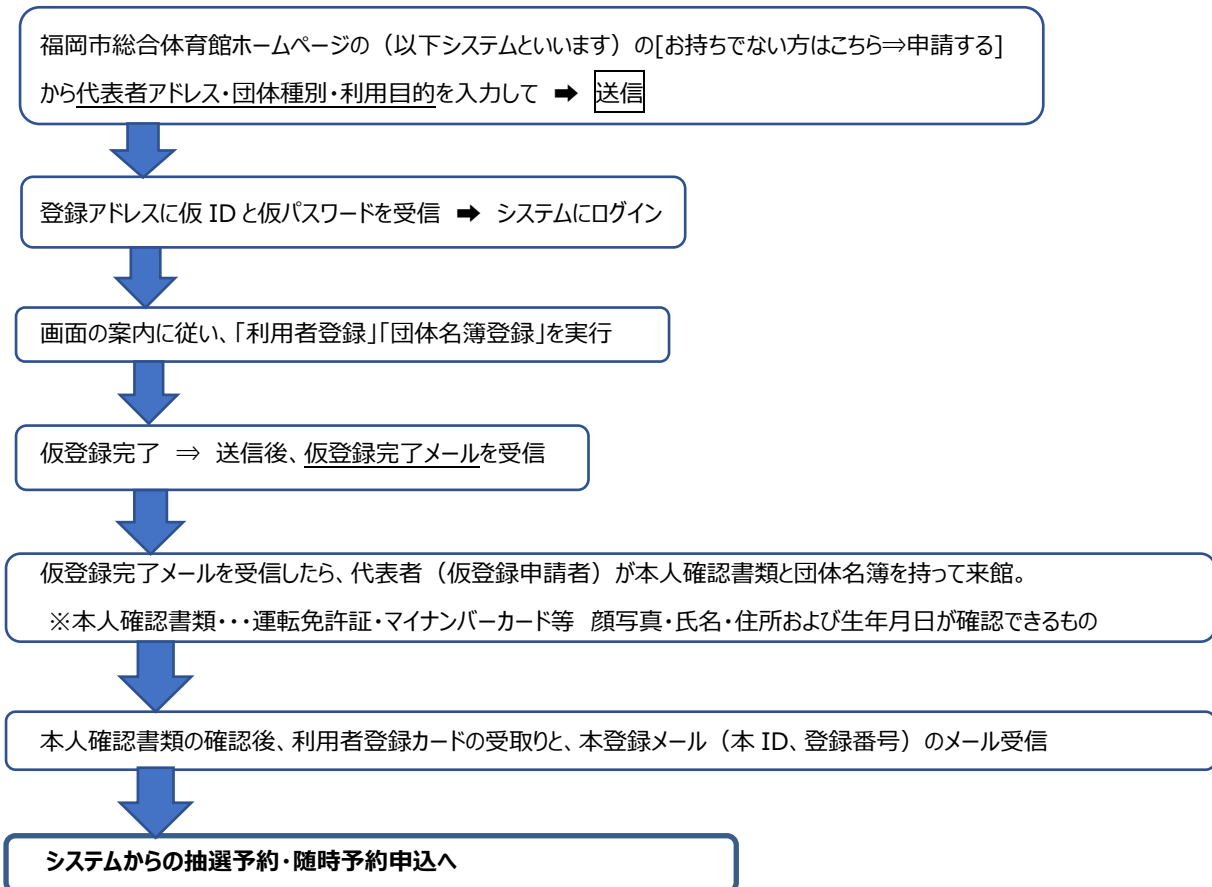 福岡市総合体育館ホームページの（以下システムといいます）の[お持ちでない方はこちら⇒申請する]
から代表者アドレス・団体種別・利用目的を入力して ➡ 送信
登録アドレスに仮 ID と仮パスワードを受信 ➡ システムにログイン
画面の案内に従い、「利用者登録」「団体名簿登録」を実行
仮登録完了 ⇒ 送信後、仮登録完了メールを受信
仮登録完了メールを受信したら、代表者（仮登録申請者）が本人確認書類と団体名簿を持って来館。
※本人確認書類・・・運転免許証・マイナンバーカード等 顔写真・氏名・住所および生年月日が確認できるもの
本人確認書類の確認後、利用者登録カードの受取りと、本登録メール（本 ID、登録番号）のメール受信
システムからの抽選予約・随時予約申込へ